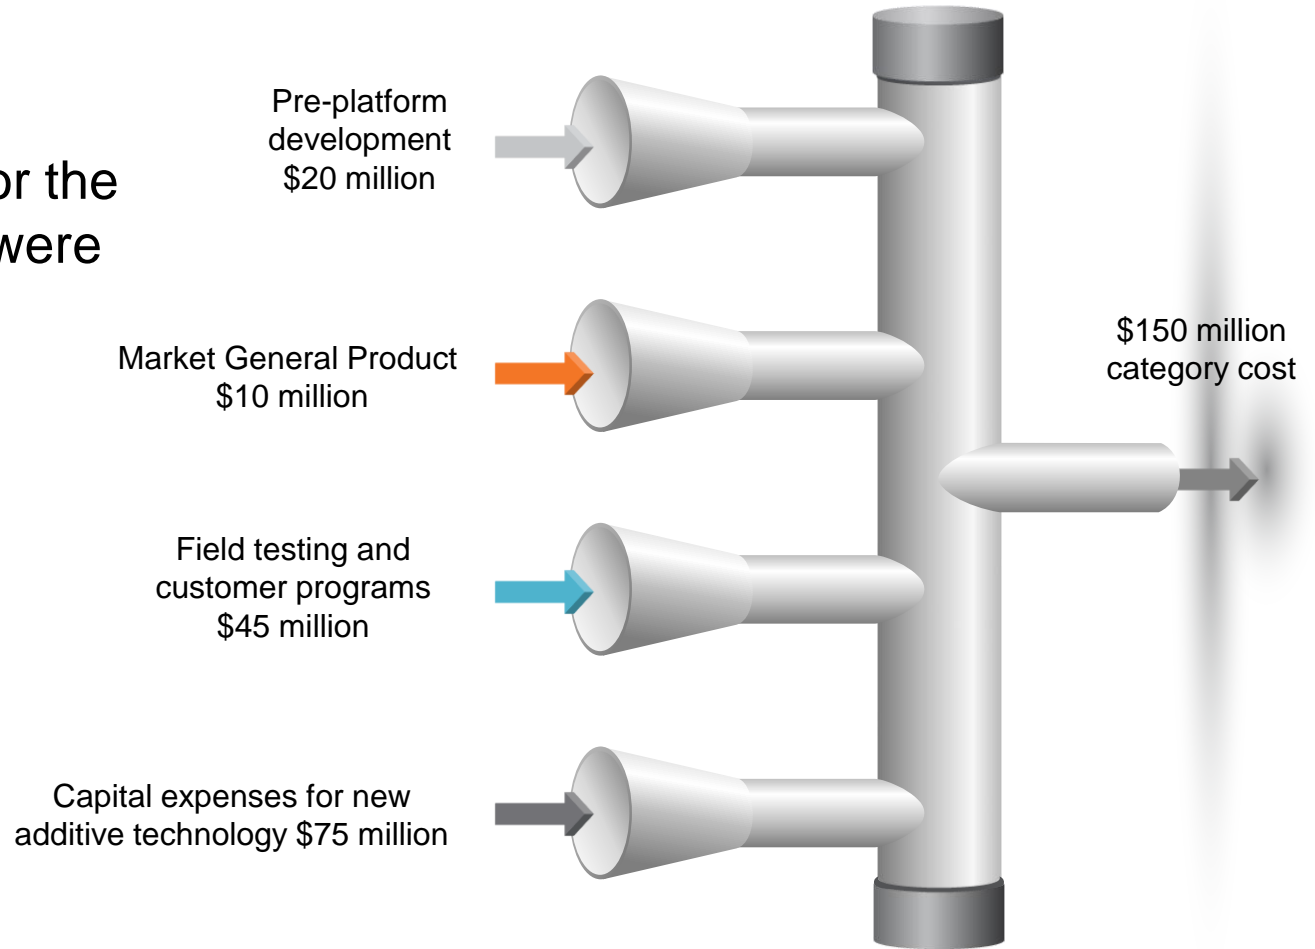 or the
were
Pre-platform
development
$20 million
Market General Product
$10 million
Field testing and
customer programs
$45 million
Capital expenses for new
additive technology $75 million
$150 million
category cost